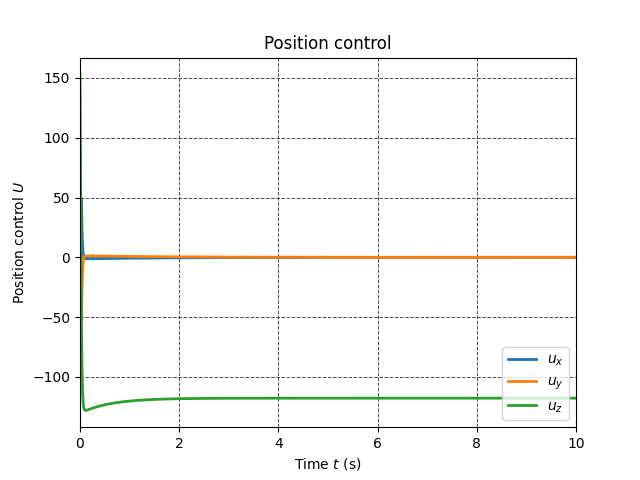 Position control
Position control U
150
100
50
0
−50
−100
0
2
4
6
8
10
Time t (s)
u_x
u_y
u_z